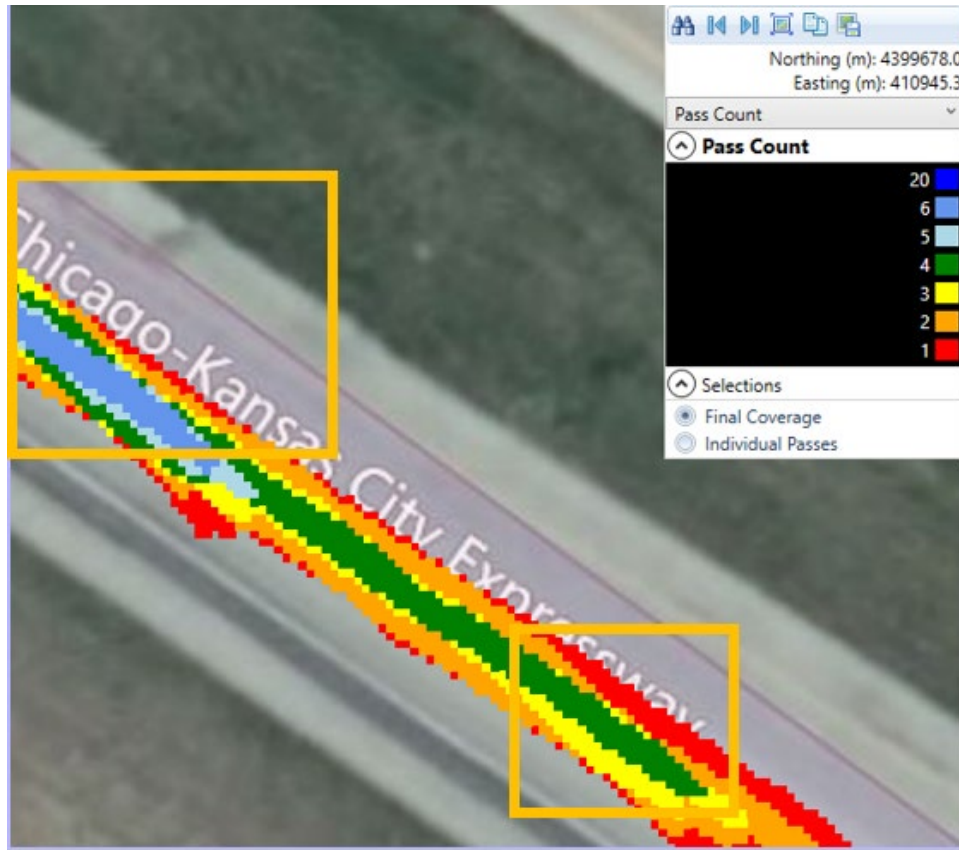 Northing (m): 4399678.0
Easting (m): 410945.3
Pass Count
Pass Count
20
6
5
4
3
2
1
Selections
Final Coverage
Individual Passes
Chicago-Kansas City Expressway